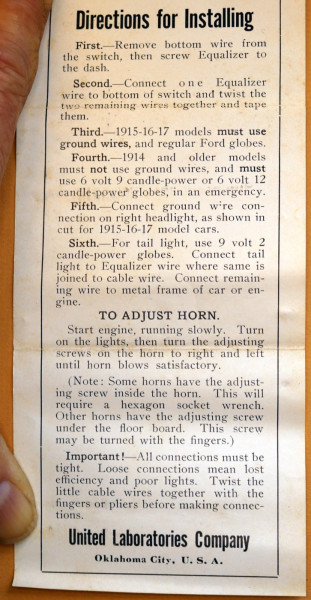 Directions for Installing
First.—Remove bottom wire from
the switch, then screw Equalizer to
the dash.
Second.—Connect one Equalizer
wire to bottom of switch and twist the
two remaining wires together and tape
them.
Third.—1915-16-17 models must use
ground wires, and regular Ford globes.
Fourth.—1914 and older models
must not use ground wires, and must
use 6 volt 9 candle-power or 6 volt 12
candle-power globes, in an emergency.
Fifth.—Connect ground wire con-
nection on right headlight, as shown in
cut for 1915-16-17 model cars.
Sixth.—For tail light, use 9 volt 2
candle-power globes. Connect tail
light to Equalizer wire where same is
joined to cable wire. Connect remain-
ing wire to metal frame of car or en-
gine.
TO ADJUST HORN.
Start engine, running slowly. Turn
on the lights, then turn the adjusting
screws on the horn to right and left
until horn blows satisfactory.
(Note: Some horns have the adjust-
ing screw inside the horn. This will
require a hexagon socket wrench.
Other horns have the adjusting screw
under the floor board. This screw
may be turned with the fingers.)
Important!—All connections must be
tight. Loose connections mean lost
efficiency and poor lights. Twist the
little cable wires together with the
fingers or pliers before making connec-
tions.
United Laboratories Company
Oklahoma City, U. S. A.